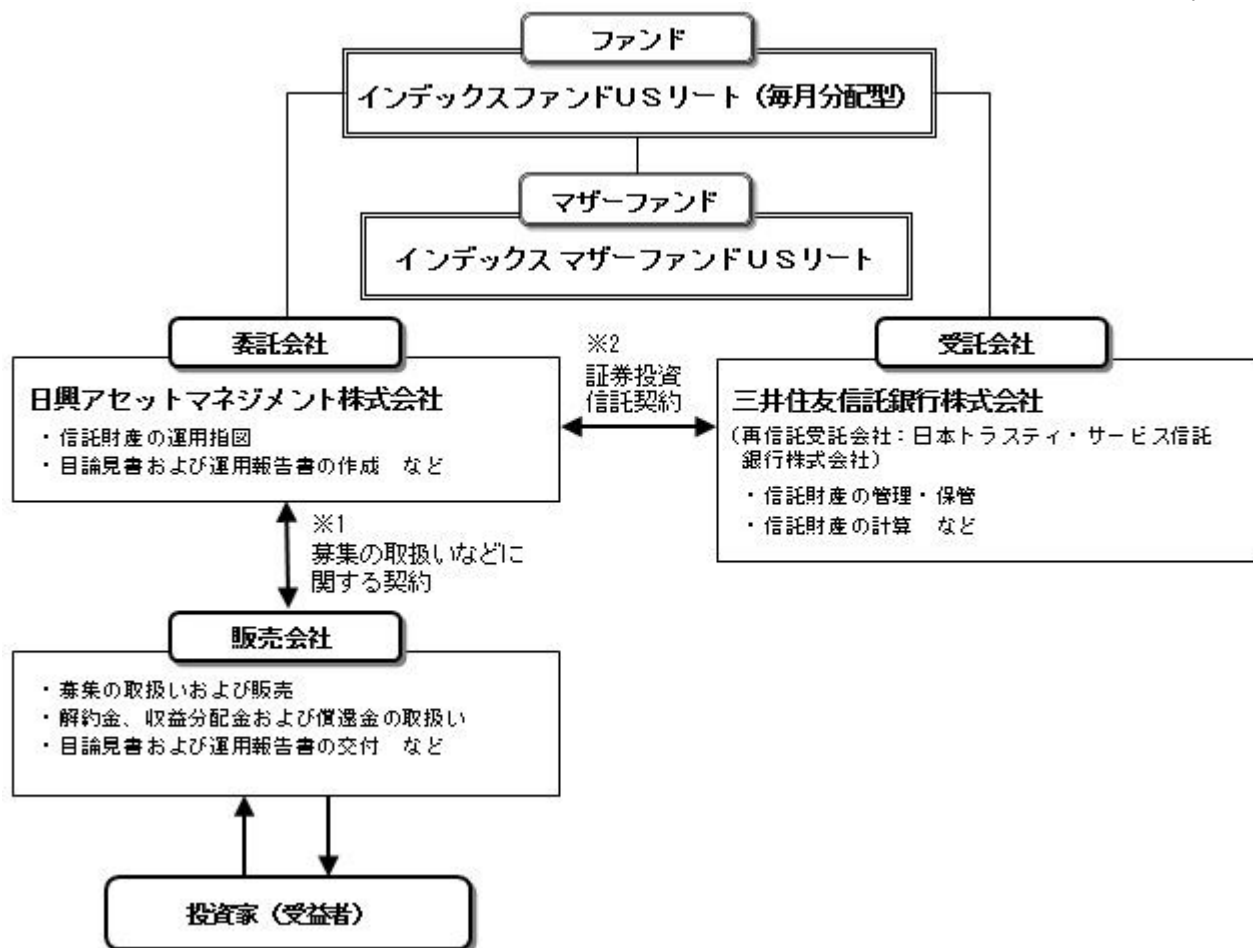 ファンド
インデックスファンドUSリート（毎月分配型）
マザーファンド
インデックス マザーファンドUSリート
委託会社
日興アセットマネジメント株式会社
・信託財産の運用指図
・目論見書および運用報告書の作成　など
※2
証券投資
信託契約
受託会社
三井住友信託銀行株式会社
（再信託受託会社：日本トラスティ・サービス信託
銀行株式会社）
・信託財産の管理・保管
・信託財産の計算　など
※1
募集の取扱いなどに
関する契約
販売会社
・募集の取扱いおよび販売
・解約金、収益分配金および償還金の取扱い
・目論見書および運用報告書の交付　など
投資家（受益者）